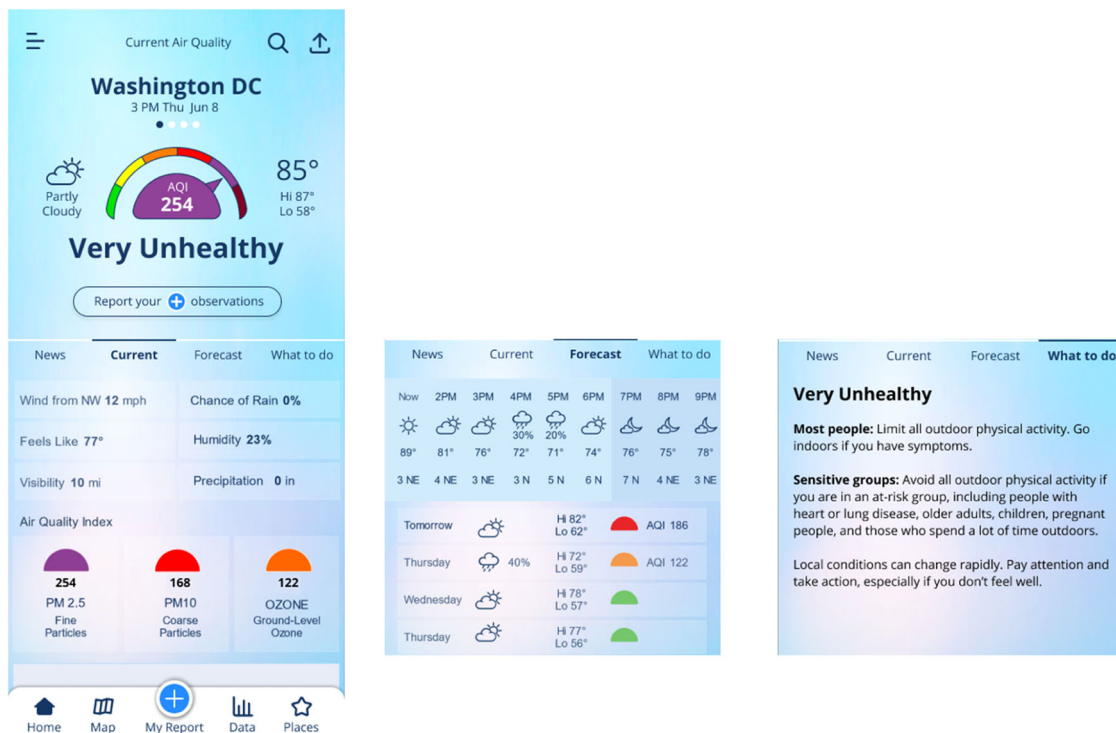 Current Air Quality
Washington DC
3 PM Thu Jun 8
Partly
Cloudy
AQI
254
85°
Hi 87°
Lo 58°
Very Unhealthy
Report your + observations
News Current Forecast What to do
Wind from NW 12 mph Chance of Rain 0%
Feels Like 77° Humidity 23%
Visibility 10 mi Precipitation 0 in
Air Quality Index
254 168 122
PM 2.5 PM10 OZONE
Fine Coarse Ground-Level
Particles Particles Ozone
Home Map My Report Data Places
News Current Forecast What to do
Now 2PM 3PM 4PM 5PM 6PM 7PM 8PM 9PM
30% 20%
89° 81° 76° 72° 71° 74° 76° 75° 78°
3 NE 4 NE 3 NE 3 N 5 N 6 N 7 N 4 NE 3 NE
Tomorrow Hi 82° AQI 186
Lo 62°
Thursday 40% Hi 72° AQI 122
Lo 59°
Wednesday Hi 78°
Lo 57°
Thursday Hi 77°
Lo 56°
News Current Forecast What to do
Very Unhealthy
Most people: Limit all outdoor physical activity. Go
indoors if you have symptoms.
Sensitive groups: Avoid all outdoor physical activity if
you are in an at-risk group, including people with
heart or lung disease, older adults, children, pregnant
people, and those who spend a lot of time outdoors.
Local conditions can change rapidly. Pay attention and
take action, especially if you don't feel well.